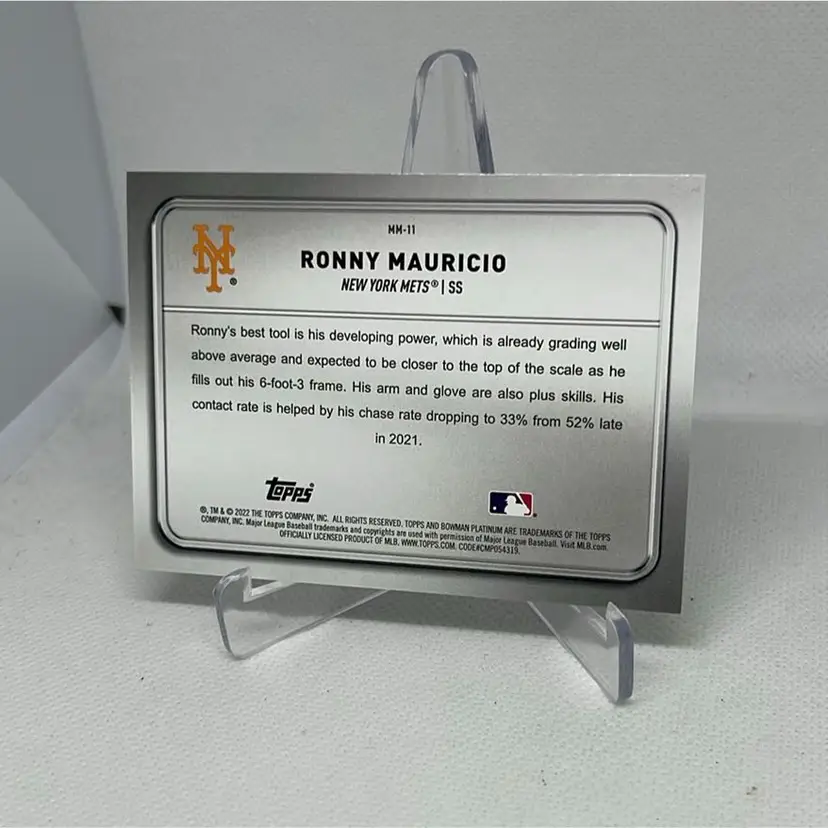 NY
MM-11
RONNY MAURICIO
NEW YORK METS® | SS
Ronny's best tool is his developing power, which is already grading well
above average and expected to be closer to the top of the scale as he
fills out his 6-foot-3 frame. His arm and glove are also plus skills. His
contact rate is helped by his chase rate dropping to 33% from 52% late
in 2021.
topps
®, TM & © 2022 THE TOPPS COMPANY, INC. ALL RIGHTS RESERVED. TOPPS AND BOWMAN PLATINUM ARE TRADEMARKS OF THE TOPPS
COMPANY, INC. Major League Baseball trademarks and copyrights are used with permission of Major League Baseball. Visit MLB.com.
OFFICIALLY LICENSED PRODUCT OF MLB. WWW.TOPPS.COM. CODE#CMP054319.